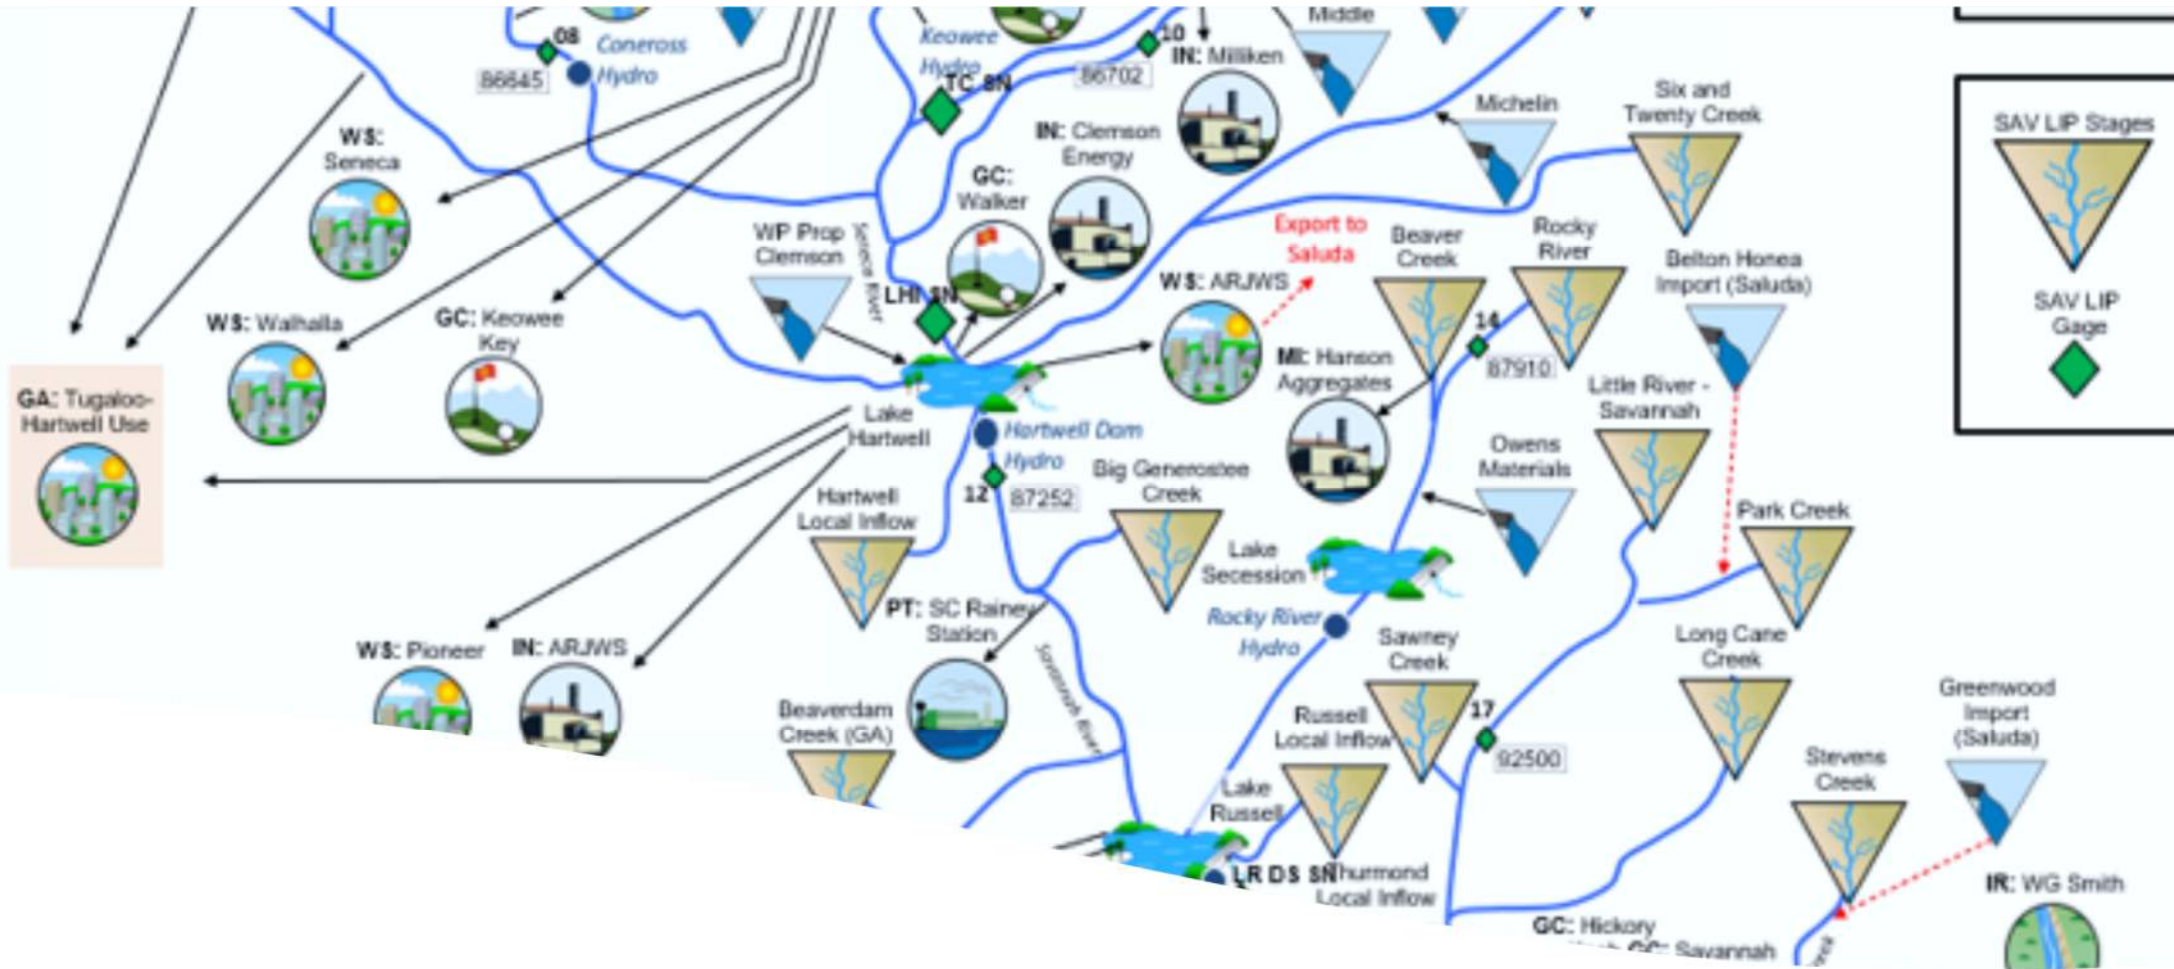 08
Coneross
Hydro
86645
Keowee
Hydro
TC SN
10
86702
IN: Milliken
Middle
Michelin
Six and
Twenty Creek
SAV LIP Stages
SAV LIP
Gage
WS:
Seneca
IN: Clemson
Energy
GC:
Walker
WP Prop
Clemson
Seneca River
LHI SN
Export to
Saluda
WS: ARJWS
Beaver
Creek
Rocky
River
Belton Honea
Import (Saluda)
WS: Walhalla
GC: Keowee
Key
14
87910
MI: Hanson
Aggregates
Little River -
Savannah
GA: Tugaloo-
Hartwell Use
Lake
Hartwell
Hartwell Dam
Hydro
12
87252
Big Generostee
Creek
Owens
Materials
Hartwell
Local Inflow
Park Creek
Lake
Secession
PT: SC Rainey
Station
Rocky River
Hydro
Sawney
Creek
Long Cane
Creek
WS: Pioneer
IN: ARJWS
Savannah River
Beaverdam
Creek (GA)
Russell
Local Inflow
17
92500
Greenwood
Import
(Saluda)
Stevens
Creek
Lake
Russell
LR DS SN
Thurmond
Local Inflow
IR: WG Smith
GC: Hickory
GC: Savannah